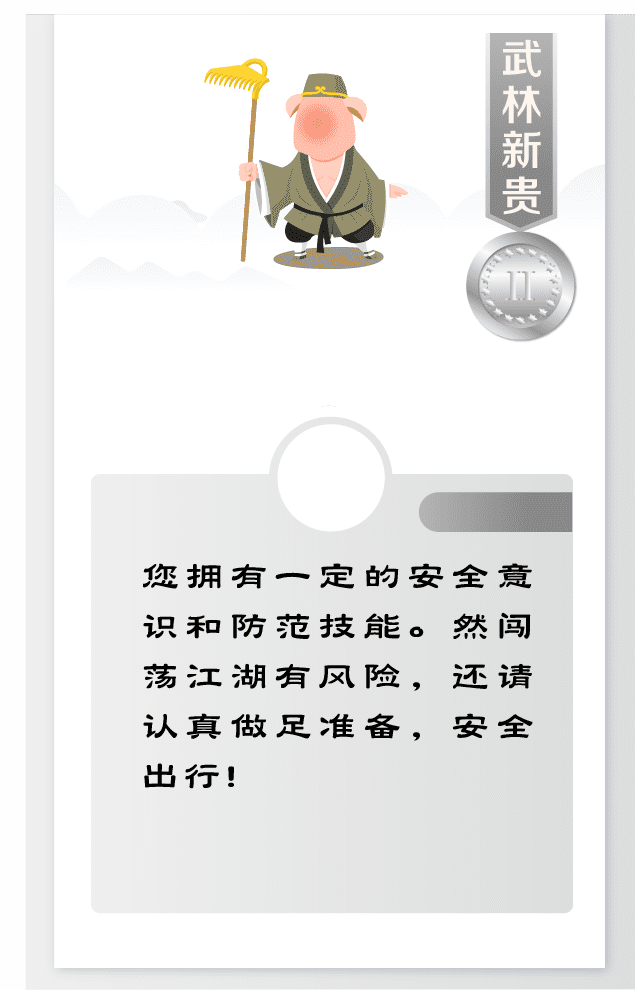 武林新贵
II
您拥有一定的安全意
识和防范技能。然闯
荡江湖有风险，还请
认真做足准备，安全
出行！